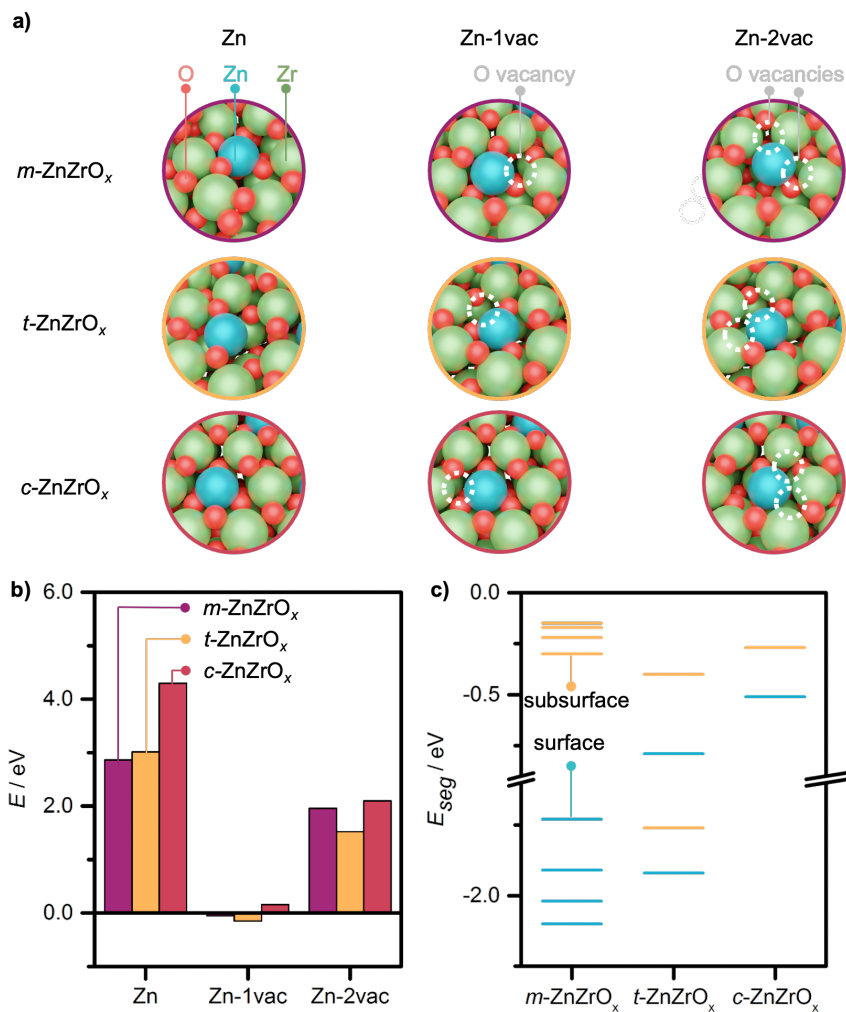 a)
Zn
Zn-1vac
Zn-2vac
O
Zn
Zr
O vacancy
O vacancies
m-ZnZrOₓ
t-ZnZrOₓ
c-ZnZrOₓ
b)
6.0
4.0
2.0
0.0
E / eV
m-ZnZrOₓ
t-ZnZrOₓ
c-ZnZrOₓ
Zn
Zn-1vac
Zn-2vac
c)
0.0
-0.5
-2.0
E_seg / eV
subsurface
surface
m-ZnZrOₓ
t-ZnZrOₓ
c-ZnZrOₓ